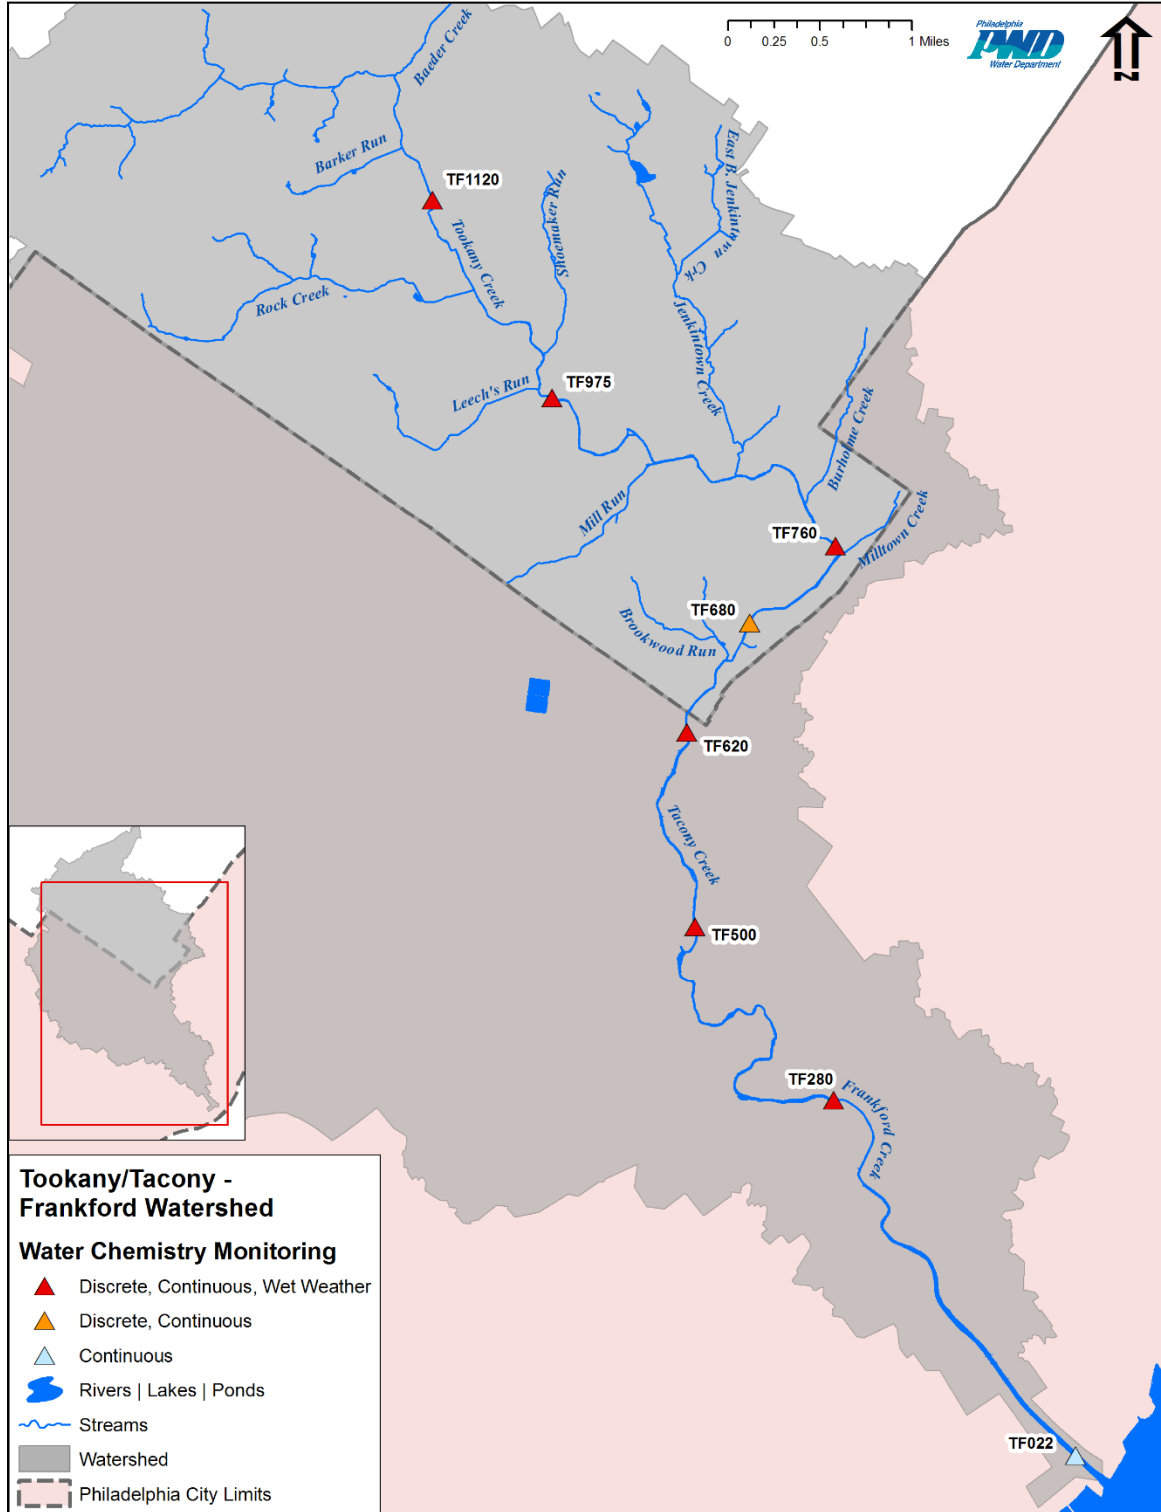 Baeder Creek
0 0.25 0.5 1 Miles
Philadelphia
PWD
Water Department
N
Barker Run
TF1120
Shoemaker Run
East B. Jenkintown Crk
Tookany Creek
Rock Creek
Jenkintown Creek
TF975
Leech's Run
Burholme Creek
Mill Run
TF760
Milltown Creek
TF680
Brookwood Run
TF620
Tacony Creek
TF500
TF280
Frankford Creek
TF022
Tookany/Tacony -
Frankford Watershed
Water Chemistry Monitoring
Discrete, Continuous, Wet Weather
Discrete, Continuous
Continuous
Rivers | Lakes | Ponds
Streams
Watershed
Philadelphia City Limits